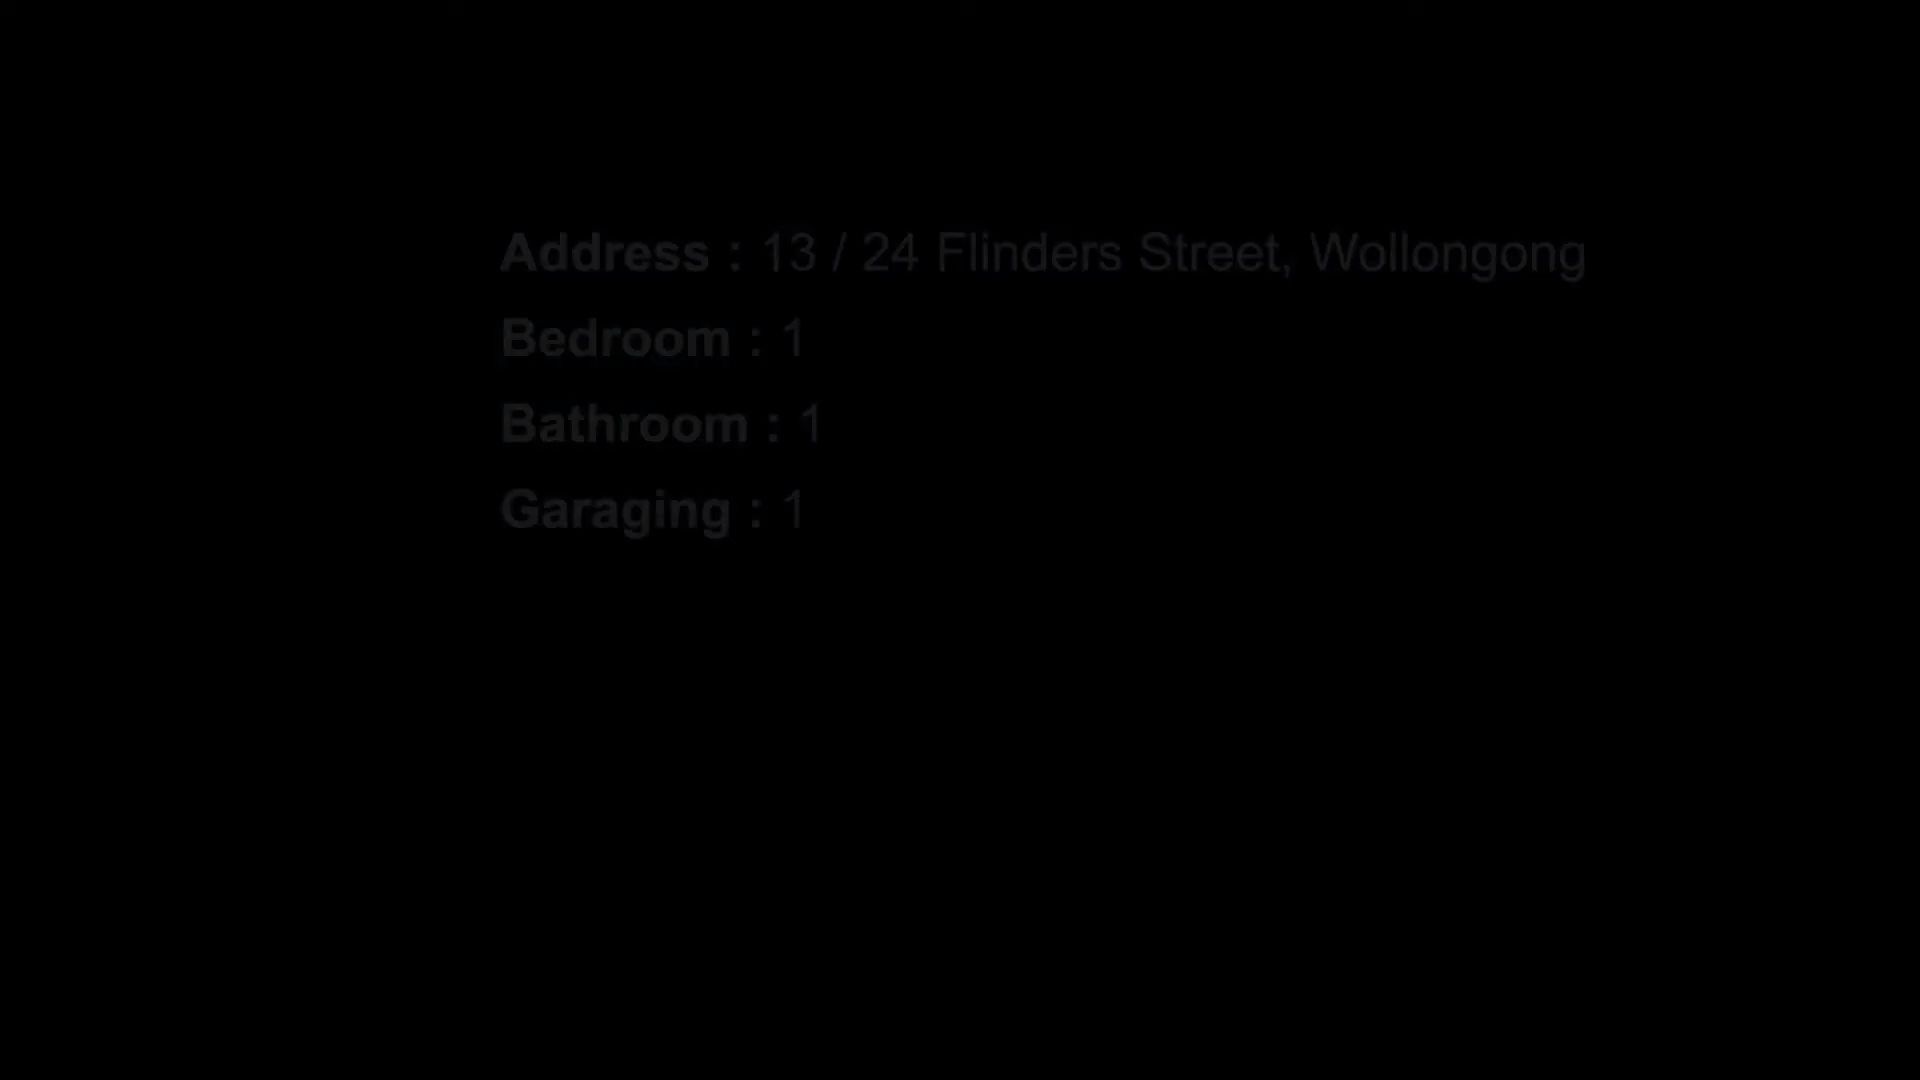 Address : 13 / 24 Flinders Street, Wollongong
Bedroom : 1
Bathroom : 1
Garaging : 1